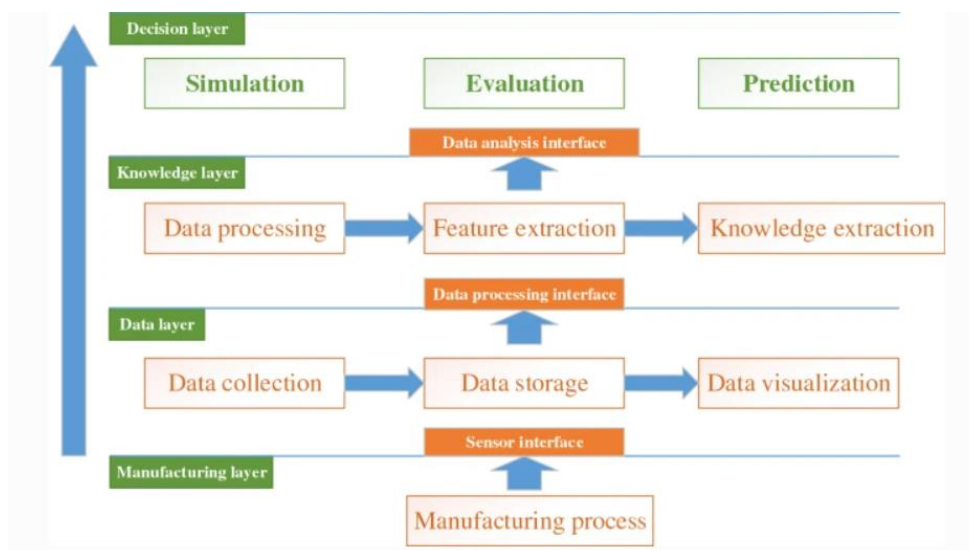 Decision layer
Simulation
Evaluation
Prediction
Data analysis interface
Knowledge layer
Data processing
Feature extraction
Knowledge extraction
Data processing interface
Data layer
Data collection
Data storage
Data visualization
Sensor interface
Manufacturing layer
Manufacturing process